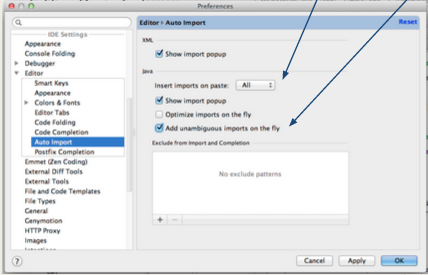 Preferences
Editor › Auto Import
Reset
IDE Settings
Appearance
Console Folding
Debugger
Editor
Smart Keys
Appearance
Colors & Fonts
Editor Tabs
Code Folding
Code Completion
Auto Import
Postfix Completion
Emmet (Zen Coding)
External Diff Tools
External Tools
File and Code Templates
File Types
General
Genymotion
HTTP Proxy
Images
XML
Show import popup
Java
Insert imports on paste: All
Show import popup
Optimize imports on the fly
Add unambiguous imports on the fly
Exclude from Import and Completion
No exclude patterns
+ −
?
Cancel Apply OK